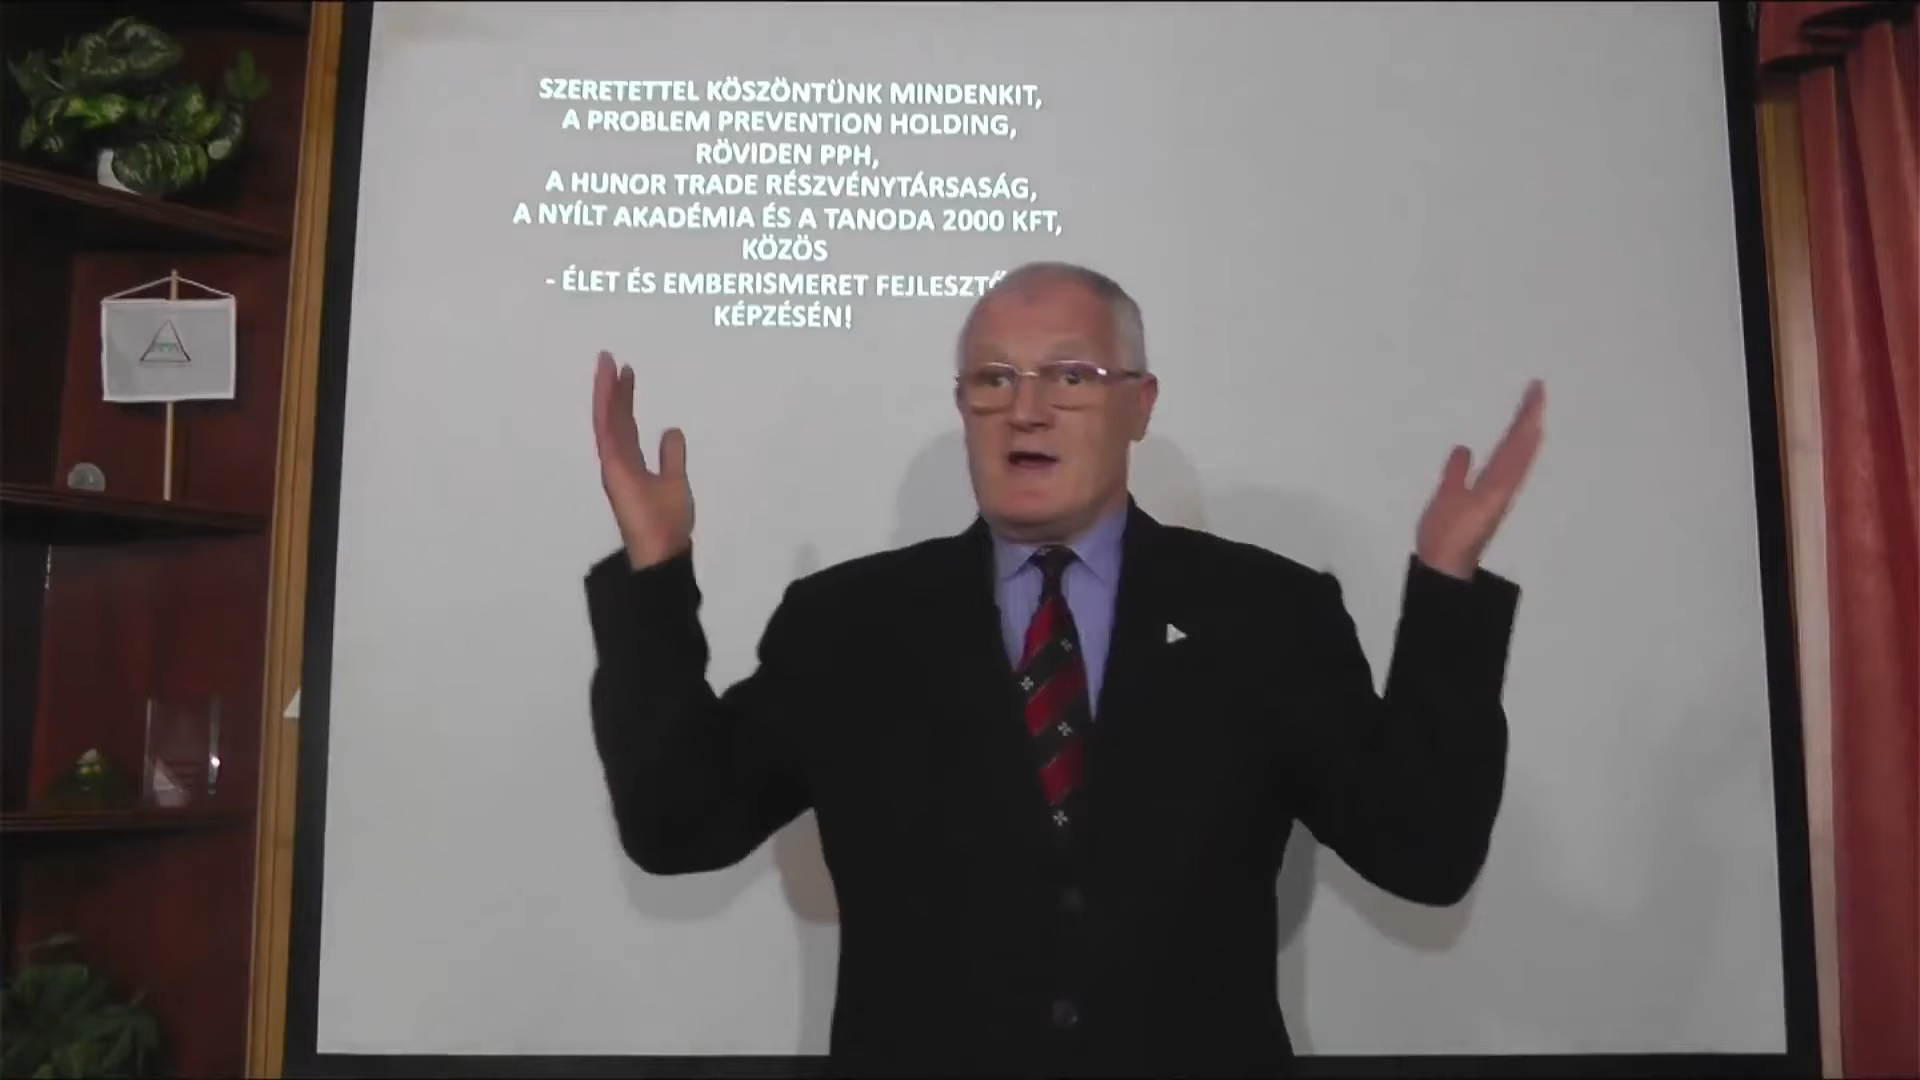 SZERETETTEL KÖSZÖNTÜNK MINDENKIT,
A PROBLEM PREVENTION HOLDING,
RÖVIDEN PPH,
A HUNOR TRADE RÉSZVÉNYTÁRSASÁG,
A NYÍLT AKADÉMIA ÉS A TANODA 2000 KFT,
KÖZÖS
- ÉLET ÉS EMBERISMERET FEJLESZTŐ
KÉPZÉSÉN!